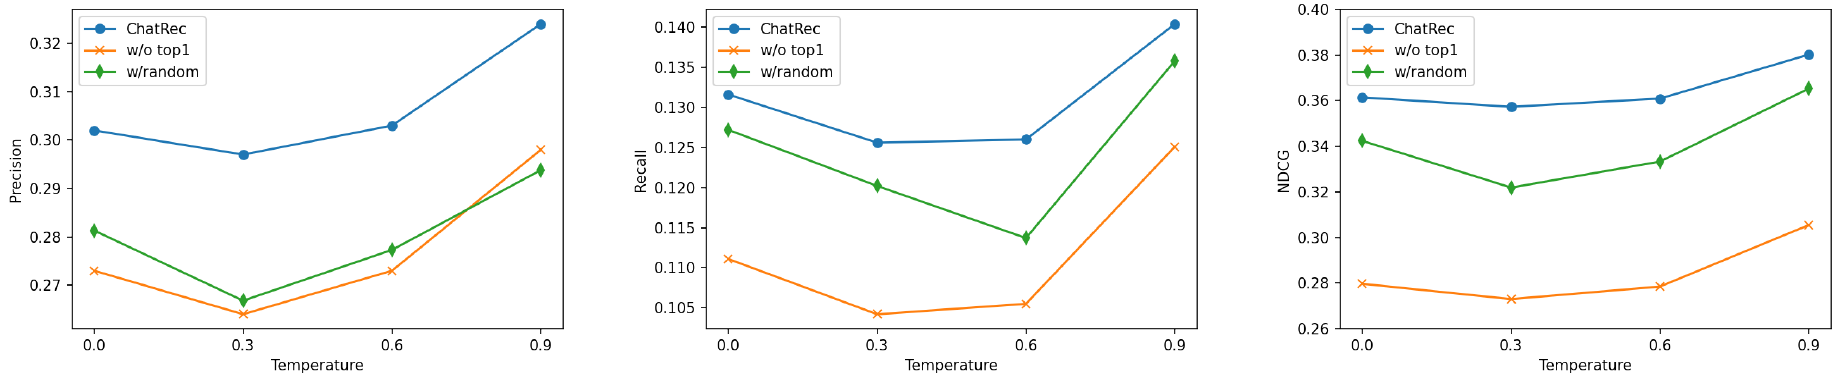 ChatRec
w/o top1
w/random
0.32
0.31
0.30
0.29
0.28
0.27
Precision
0.0 0.3 0.6 0.9
Temperature
ChatRec
w/o top1
w/random
0.140
0.135
0.130
0.125
0.120
0.115
0.110
0.105
Recall
0.0 0.3 0.6 0.9
Temperature
ChatRec
w/o top1
w/random
0.40
0.38
0.36
0.34
0.32
0.30
0.28
0.26
NDCG
0.0 0.3 0.6 0.9
Temperature